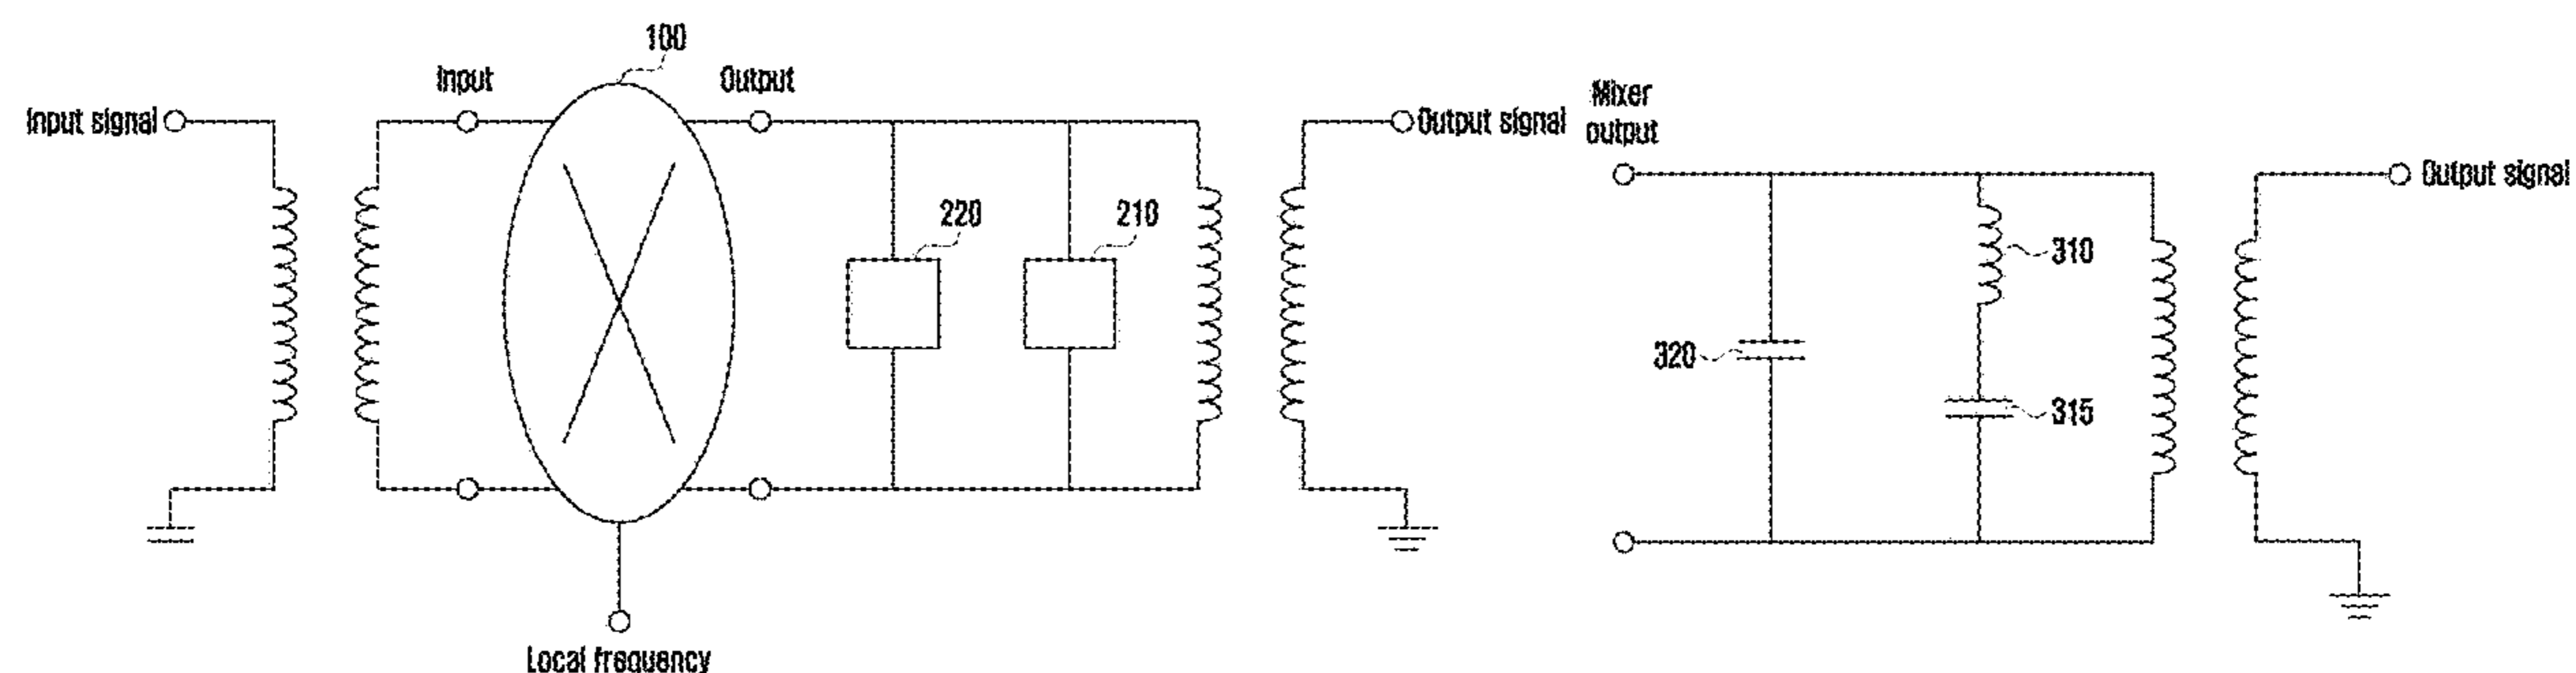 100
Input
Output
Input signal
Output signal
220
210
Local frequency
Mixer
output
Output signal
310
320
315